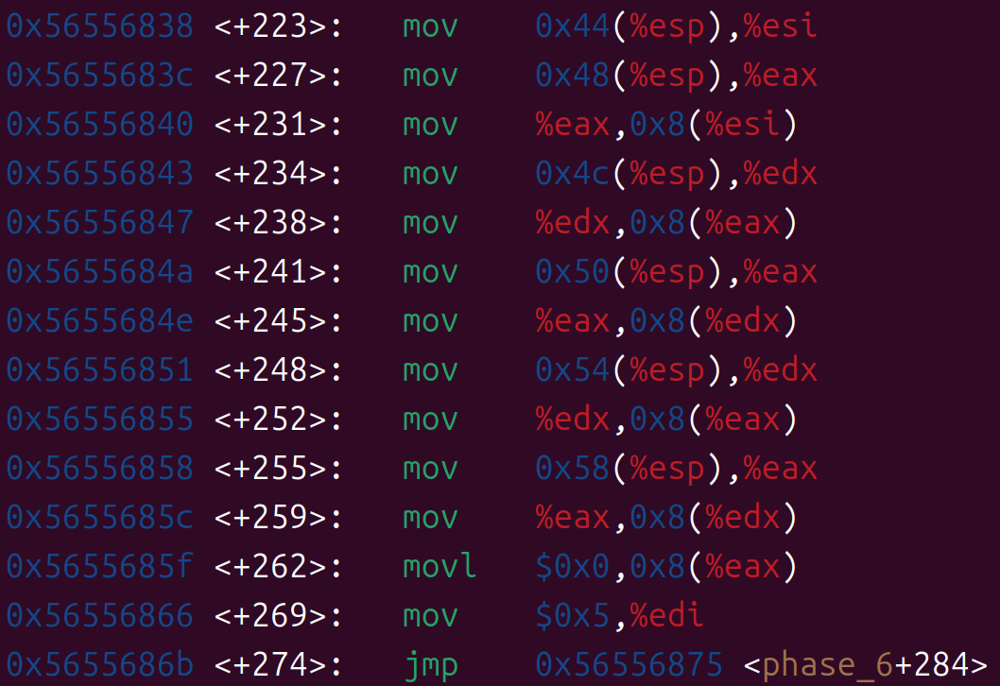 0x56556838 <+223>: mov 0x44(%esp),%esi
0x5655683c <+227>: mov 0x48(%esp),%eax
0x56556840 <+231>: mov %eax,0x8(%esi)
0x56556843 <+234>: mov 0x4c(%esp),%edx
0x56556847 <+238>: mov %edx,0x8(%eax)
0x5655684a <+241>: mov 0x50(%esp),%eax
0x5655684e <+245>: mov %eax,0x8(%edx)
0x56556851 <+248>: mov 0x54(%esp),%edx
0x56556855 <+252>: mov %edx,0x8(%eax)
0x56556858 <+255>: mov 0x58(%esp),%eax
0x5655685c <+259>: mov %eax,0x8(%edx)
0x5655685f <+262>: movl $0x0,0x8(%eax)
0x56556866 <+269>: mov $0x5,%edi
0x5655686b <+274>: jmp 0x56556875 <phase_6+284>